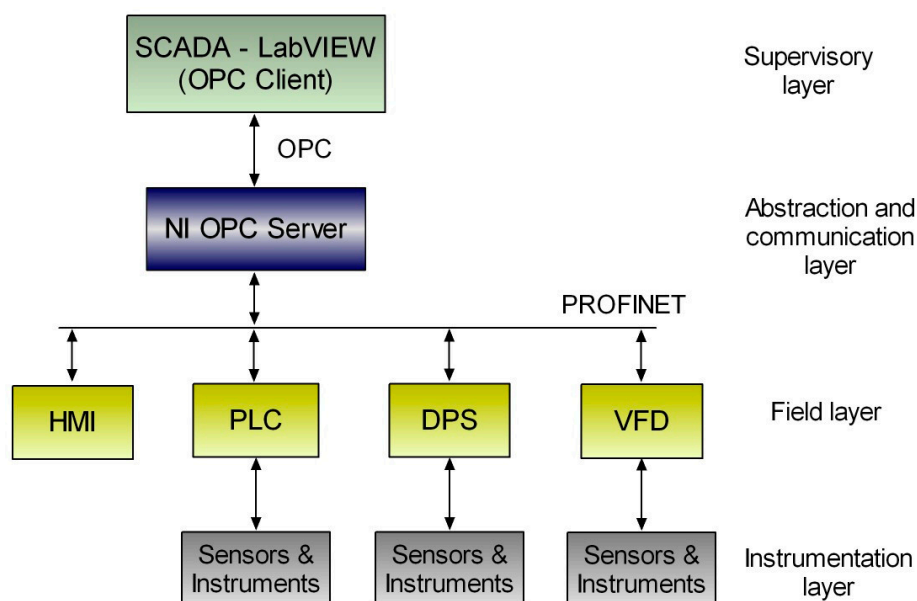 SCADA - LabVIEW
(OPC Client)
Supervisory
layer
OPC
NI OPC Server
Abstraction and
communication
layer
PROFINET
HMI
PLC
DPS
VFD
Field layer
Sensors &
Instruments
Sensors &
Instruments
Sensors &
Instruments
Instrumentation
layer